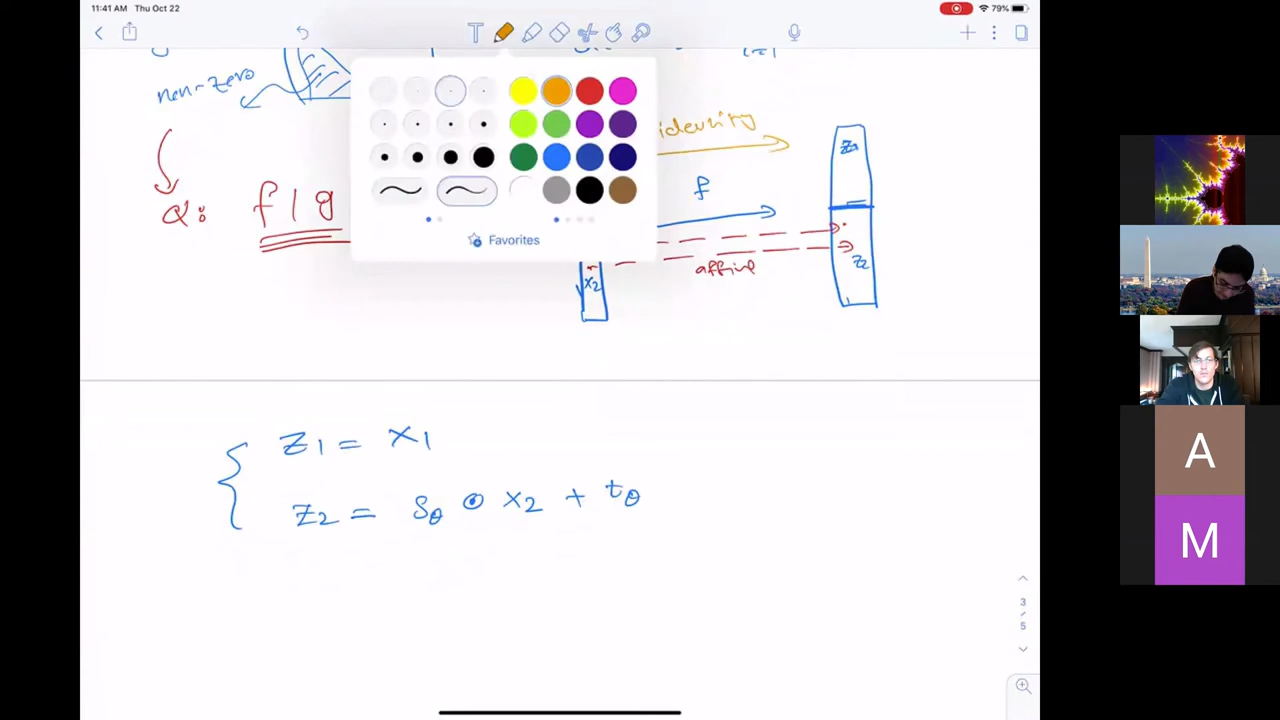 11:41 AM Thu Oct 22
79%
T
non-zero
identity
z1
f
Q: f / g
affine
x2
z2
Favorites
z1 = x1
z2 = sθ ⊙ x2 + tθ
3
/
5
A
M